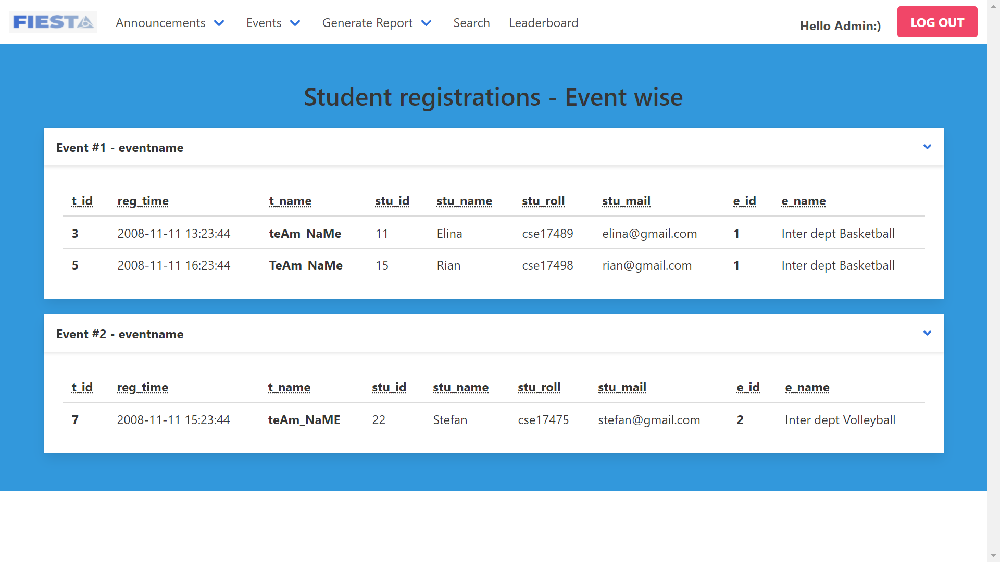 FIESTA Announcements Events Generate Report Search Leaderboard Hello Admin:) LOG OUT
Student registrations - Event wise
Event #1 - eventname
t_id reg_time t_name stu_id stu_name stu_roll stu_mail e_id e_name
3 2008-11-11 13:23:44 teAm_NaMe 11 Elina cse17489 elina@gmail.com 1 Inter dept Basketball
5 2008-11-11 16:23:44 TeAm_NaMe 15 Rian cse17498 rian@gmail.com 1 Inter dept Basketball
Event #2 - eventname
t_id reg_time t_name stu_id stu_name stu_roll stu_mail e_id e_name
7 2008-11-11 15:23:44 teAm_NaME 22 Stefan cse17475 stefan@gmail.com 2 Inter dept Volleyball